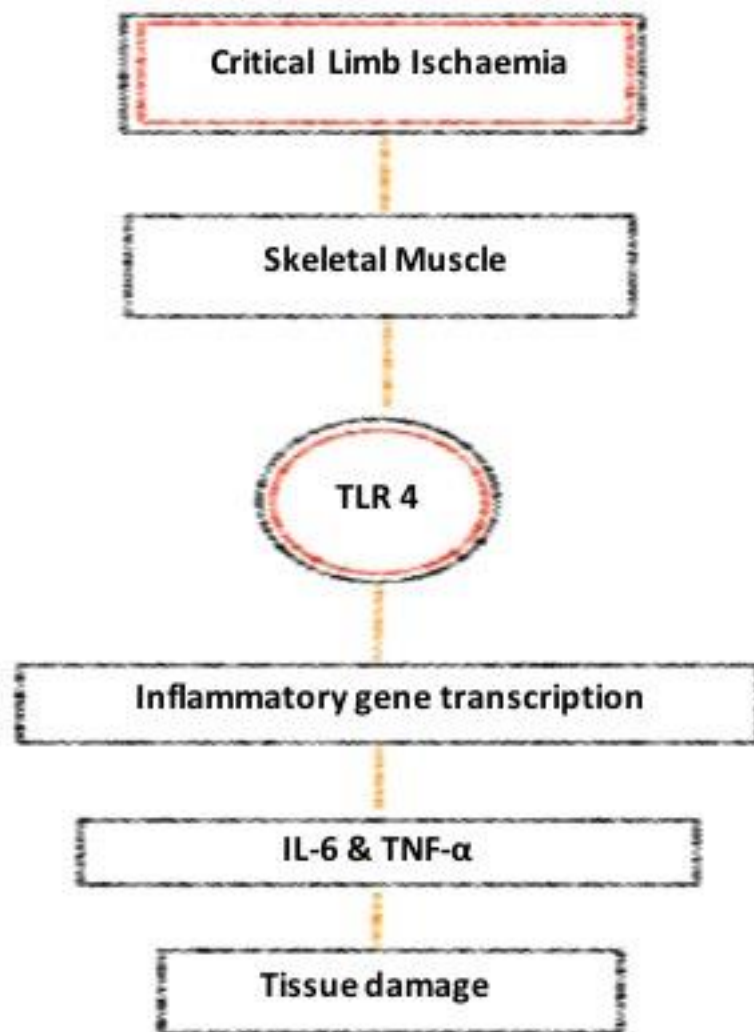 Critical Limb Ischaemia
Skeletal Muscle
TLR 4
Inflammatory gene transcription
IL-6 & TNF-α
Tissue damage